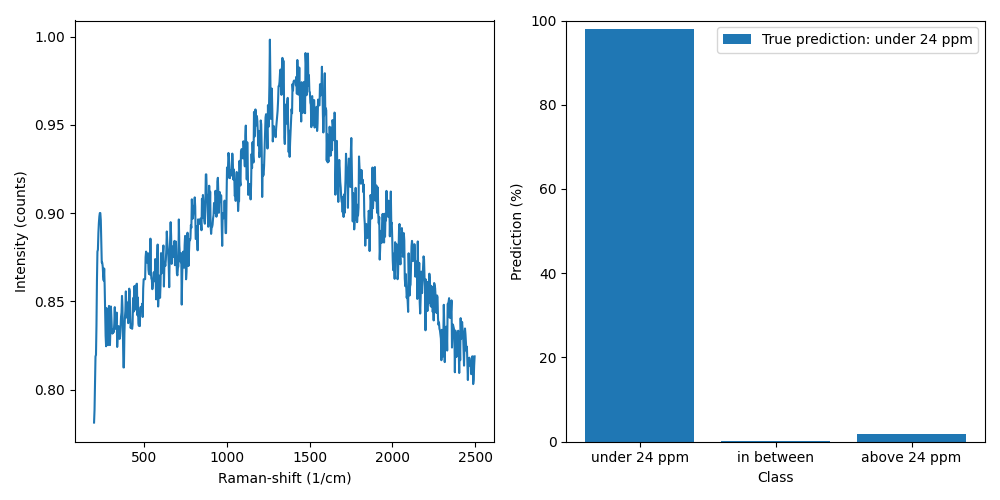 1.00
0.95
0.90
0.85
0.80
Intensity (counts)
500
1000
1500
2000
2500
Raman-shift (1/cm)
100
80
60
40
20
0
Prediction (%)
True prediction: under 24 ppm
under 24 ppm
in between
above 24 ppm
Class